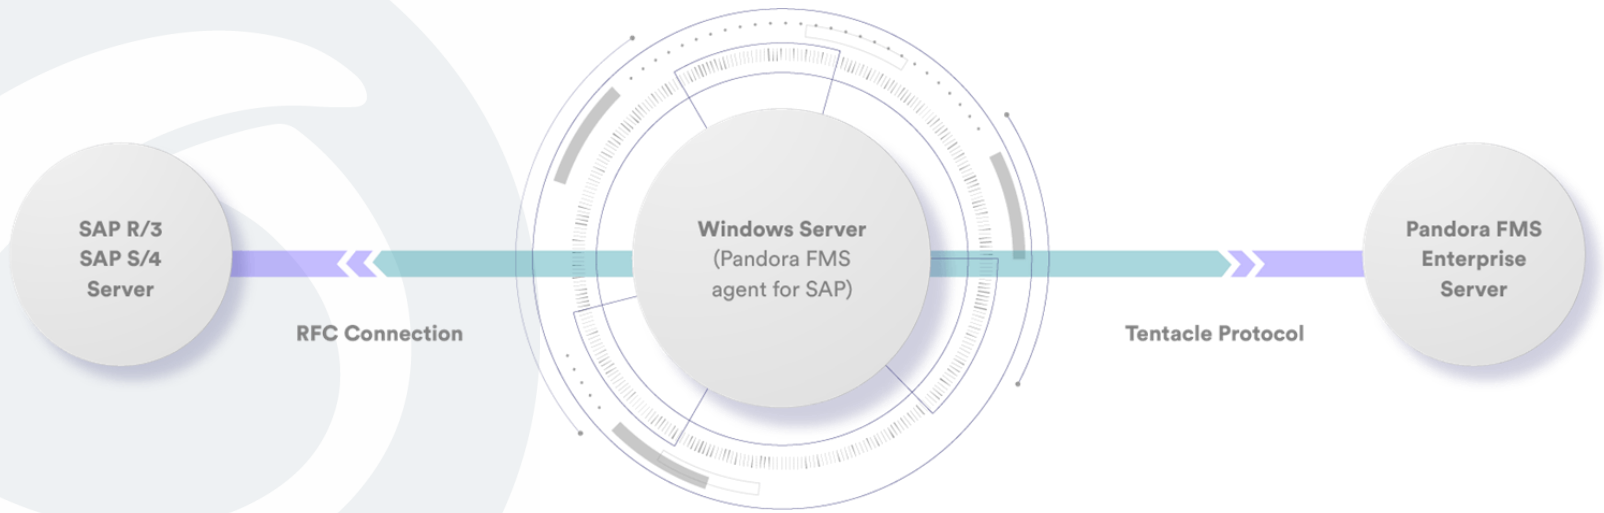 SAP R/3
SAP S/4
Server
RFC Connection
Windows Server
(Pandora FMS
agent for SAP)
Tentacle Protocol
Pandora FMS
Enterprise
Server